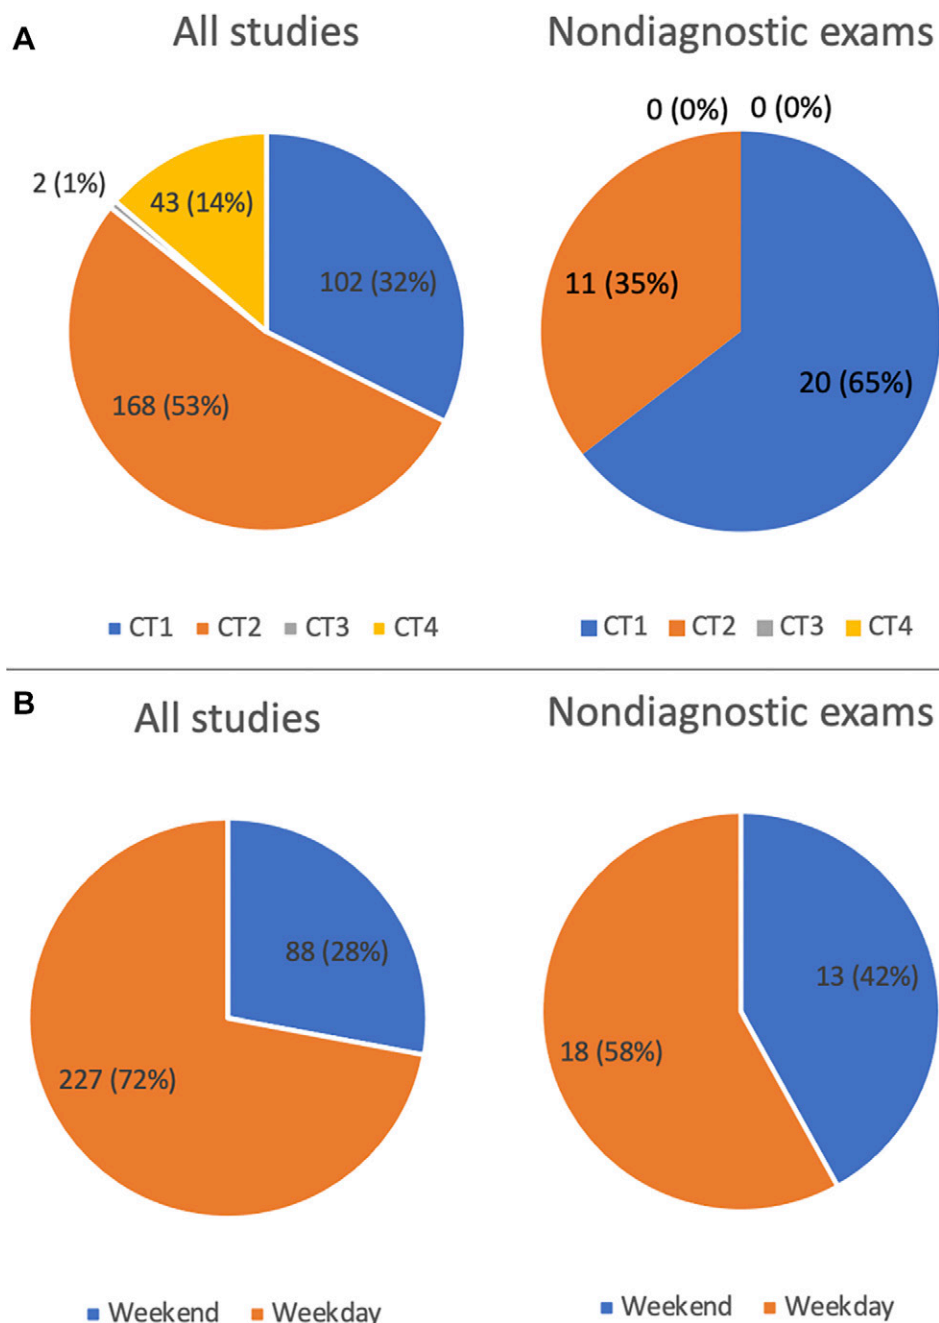 A
All studies
Nondiagnostic exams
0 (0%) 0 (0%)
2 (1%)
43 (14%)
102 (32%)
168 (53%)
11 (35%)
20 (65%)
CT1 CT2 CT3 CT4
CT1 CT2 CT3 CT4
B
All studies
Nondiagnostic exams
88 (28%)
227 (72%)
13 (42%)
18 (58%)
Weekend Weekday
Weekend Weekday